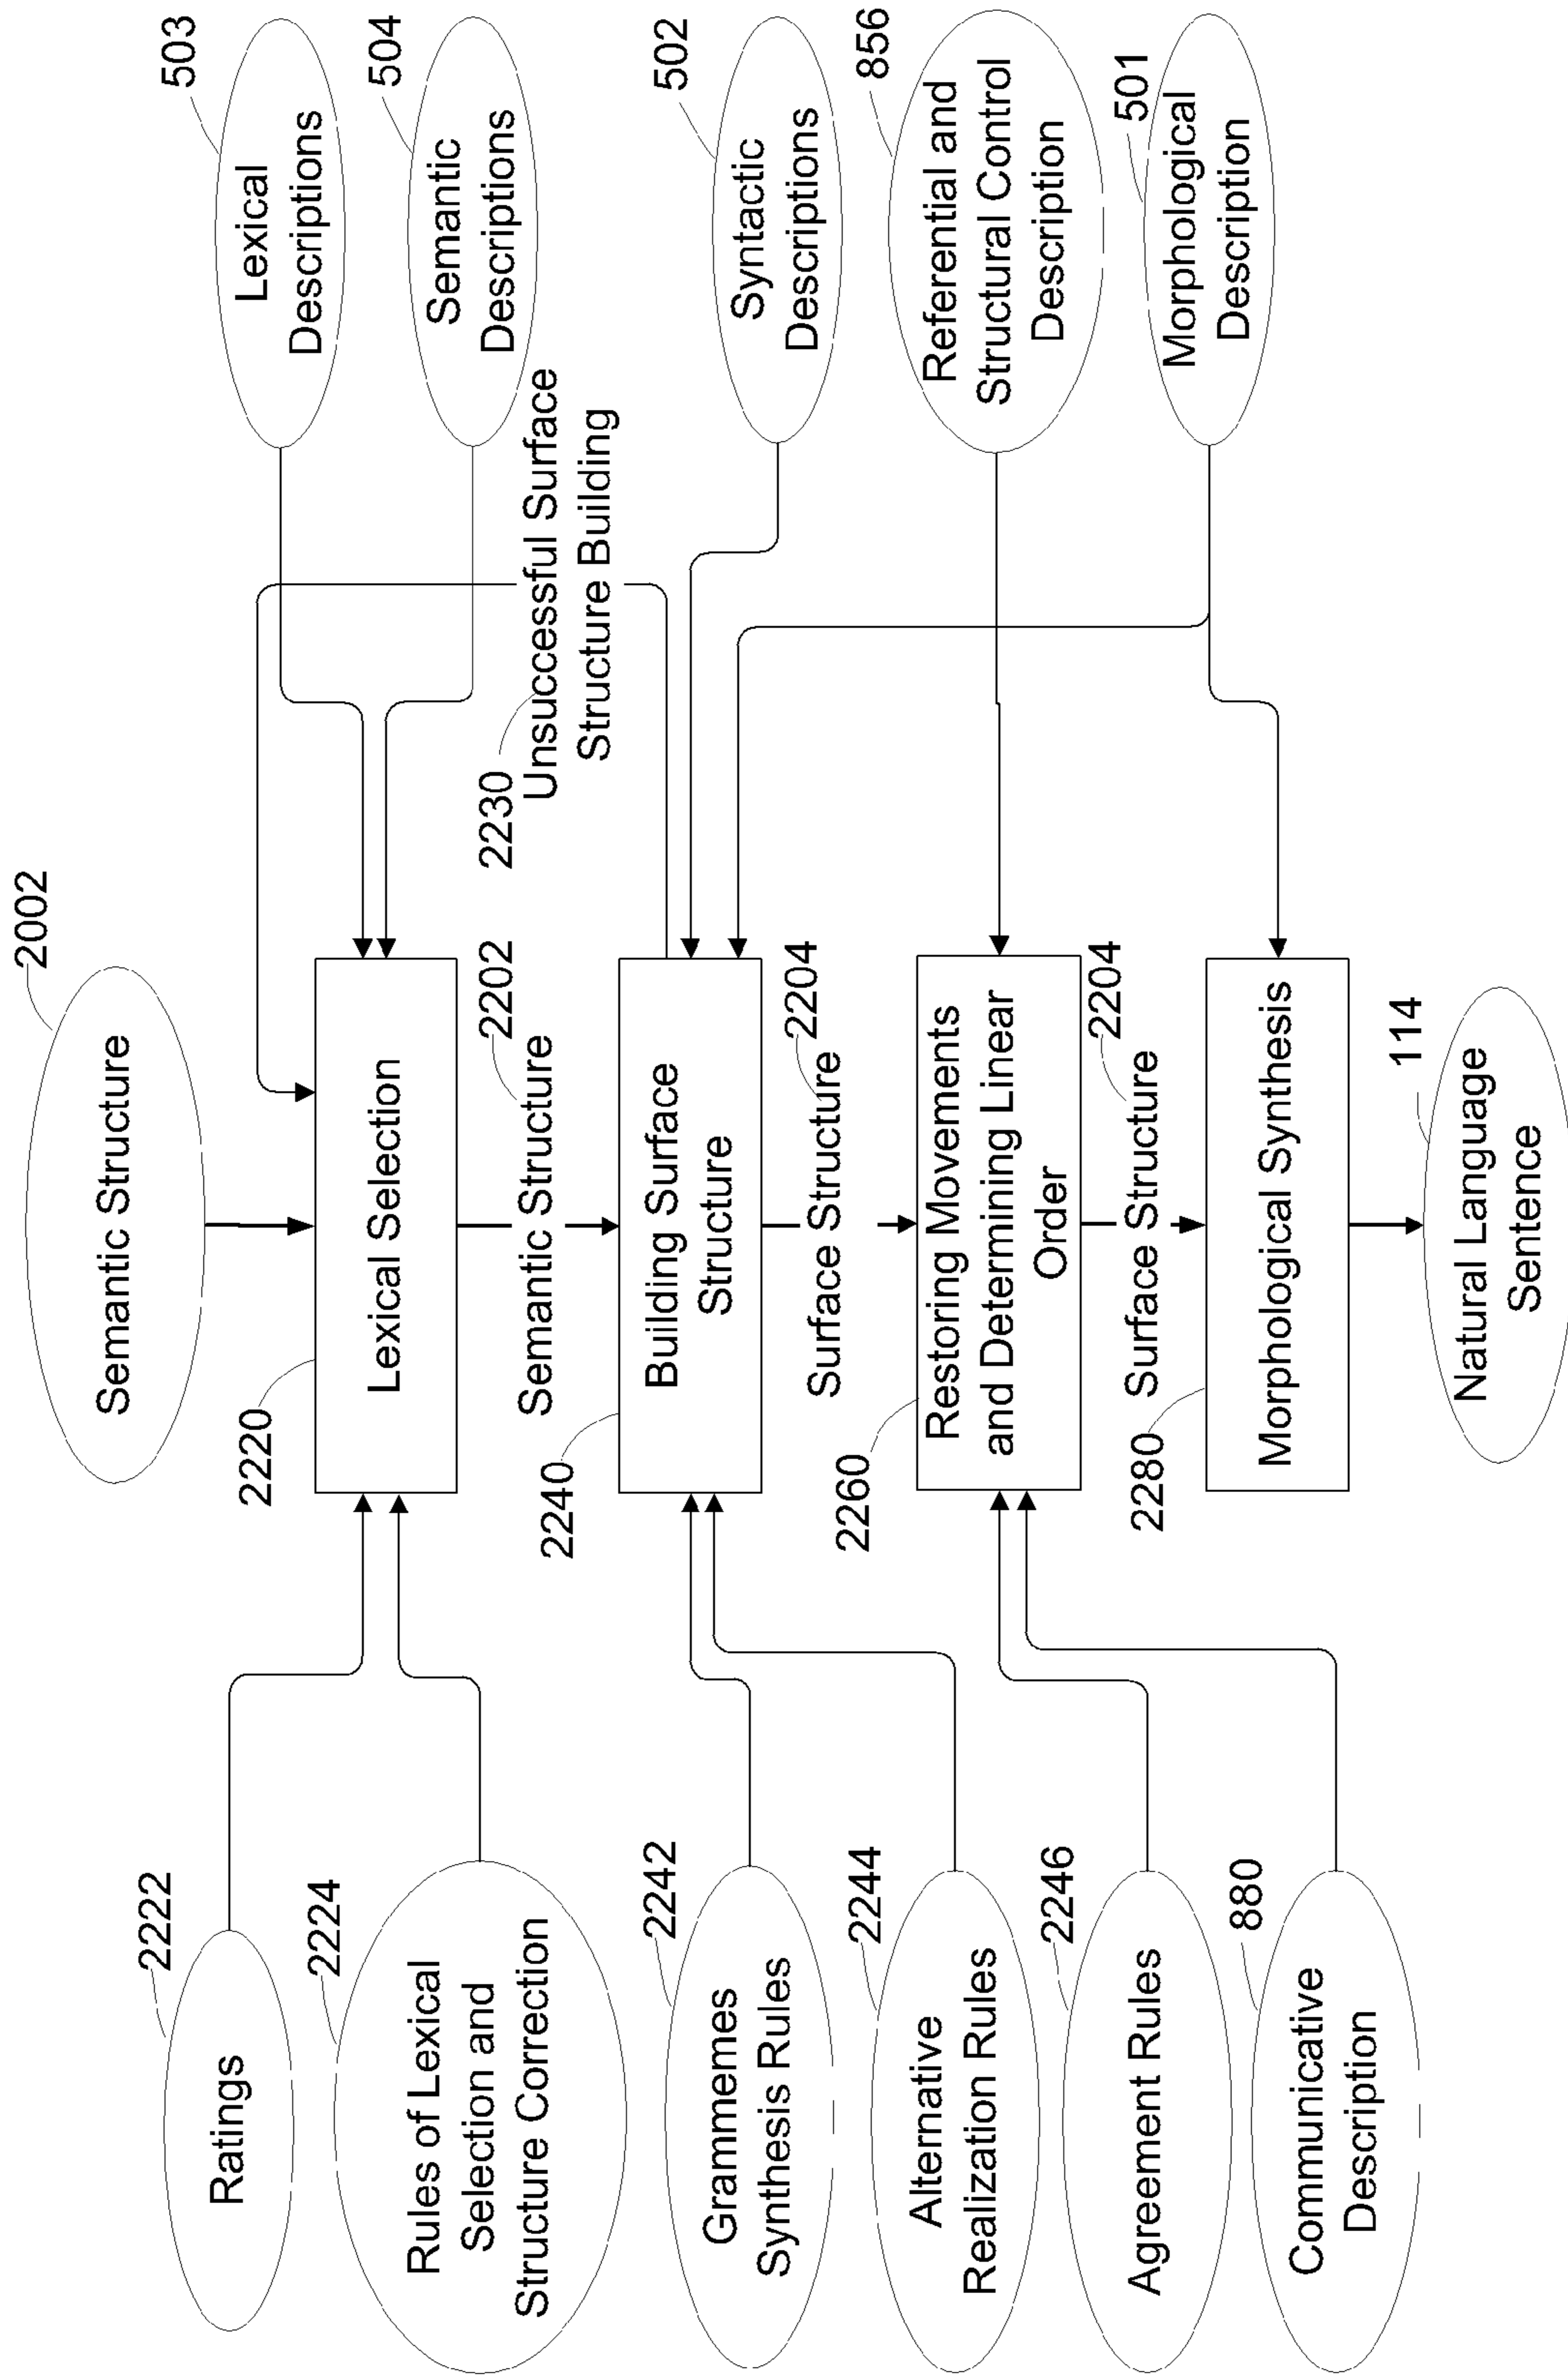 2002
Semantic Structure
2222
Ratings
2220
Lexical Selection
503
Lexical
Descriptions
2224
Rules of Lexical
Selection and
Structure Correction
504
Semantic
Descriptions
2202
Semantic Structure
2230
Unsuccessful Surface
Structure Building
2242
Grammemes
Synthesis Rules
2240
Building Surface
Structure
502
Syntactic
Descriptions
2204
Surface Structure
2244
Alternative
Realization Rules
2260
Restoring Movements
and Determining Linear
Order
856
Referential and
Structural Control
Description
2246
Agreement Rules
2204
Surface Structure
501
Morphological
Description
2280
Morphological Synthesis
880
Communicative
Description
114
Natural Language
Sentence